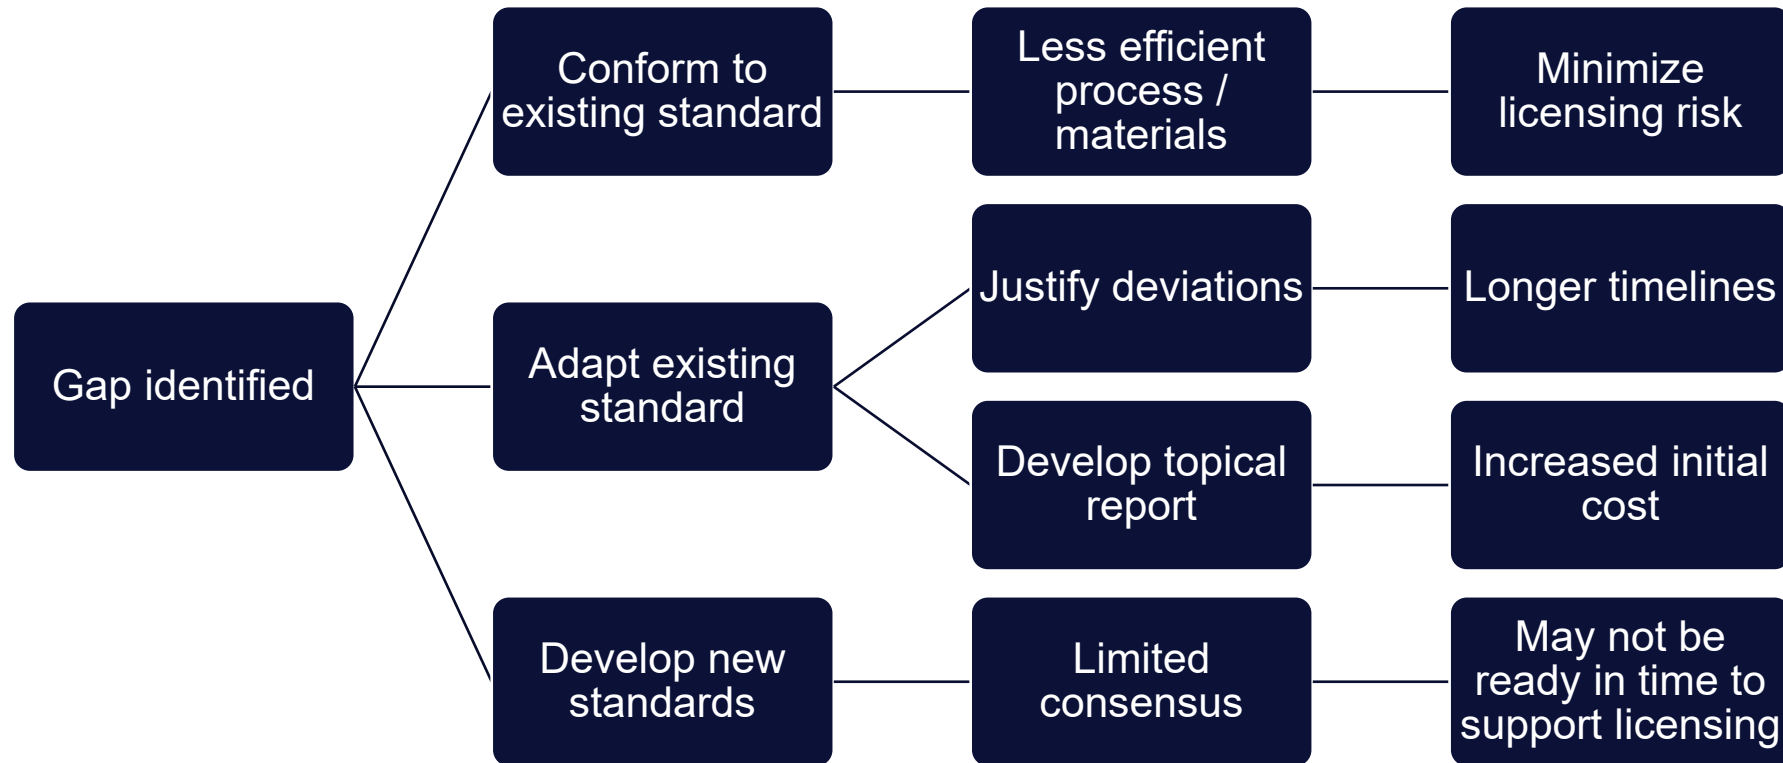 Gap identified
Conform to
existing standard
Less efficient
process /
materials
Minimize
licensing risk
Adapt existing
standard
Justify deviations
Longer timelines
Develop topical
report
Increased initial
cost
Develop new
standards
Limited
consensus
May not be
ready in time to
support licensing